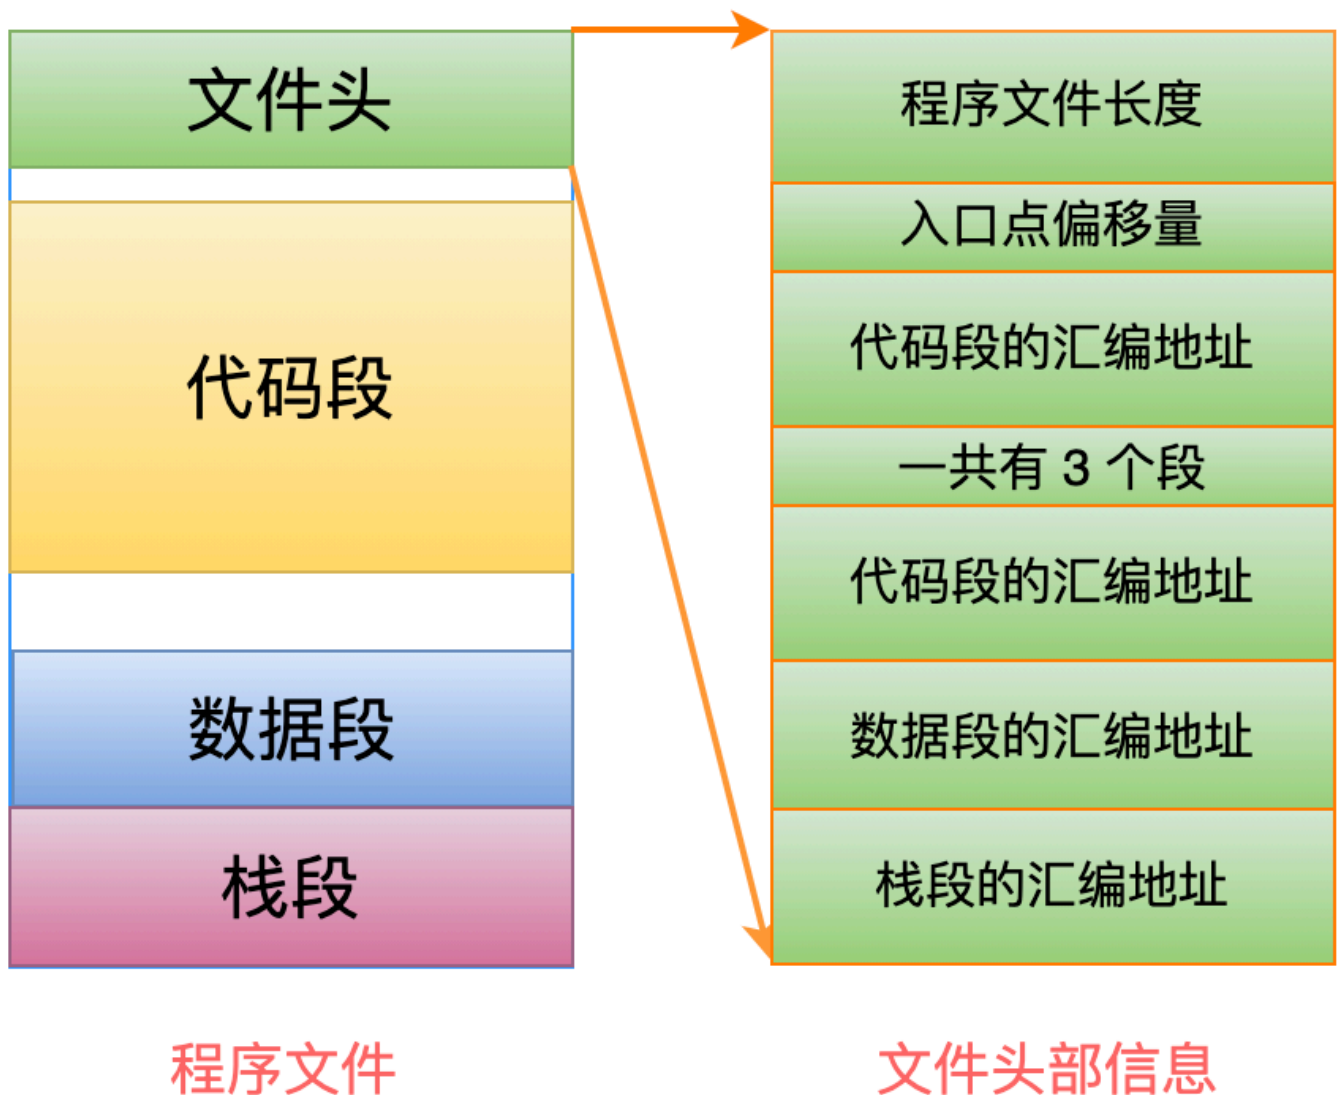 文件头
代码段
数据段
栈段
程序文件
程序文件长度
入口点偏移量
代码段的汇编地址
一共有 3 个段
代码段的汇编地址
数据段的汇编地址
栈段的汇编地址
文件头部信息